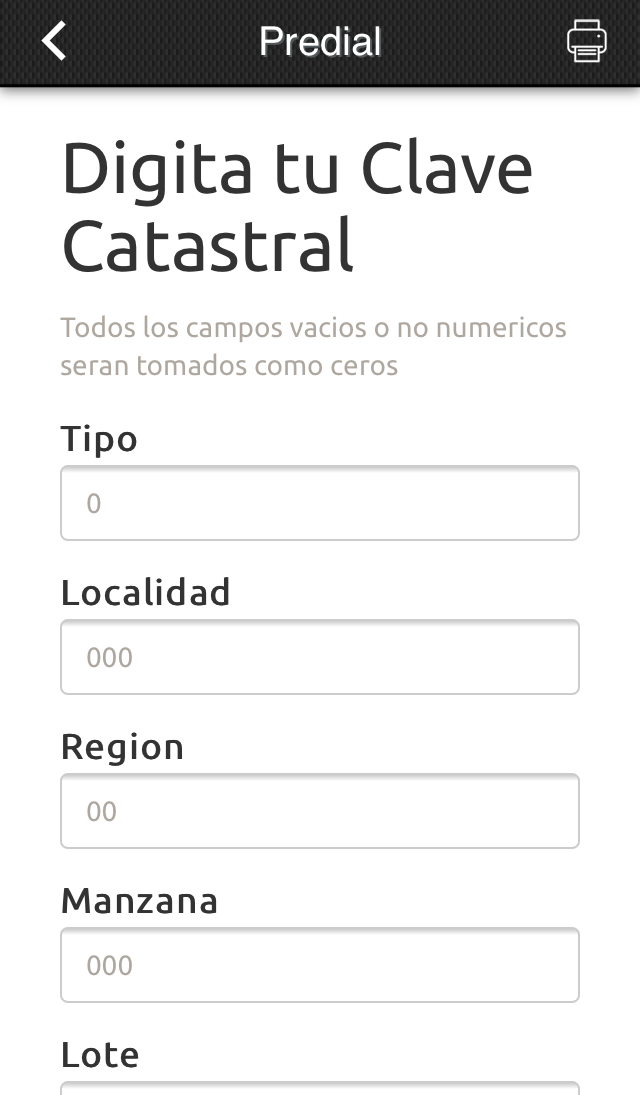 Predial
Digita tu Clave
Catastral
Todos los campos vacios o no numericos
seran tomados como ceros
Tipo
0
Localidad
000
Region
00
Manzana
000
Lote